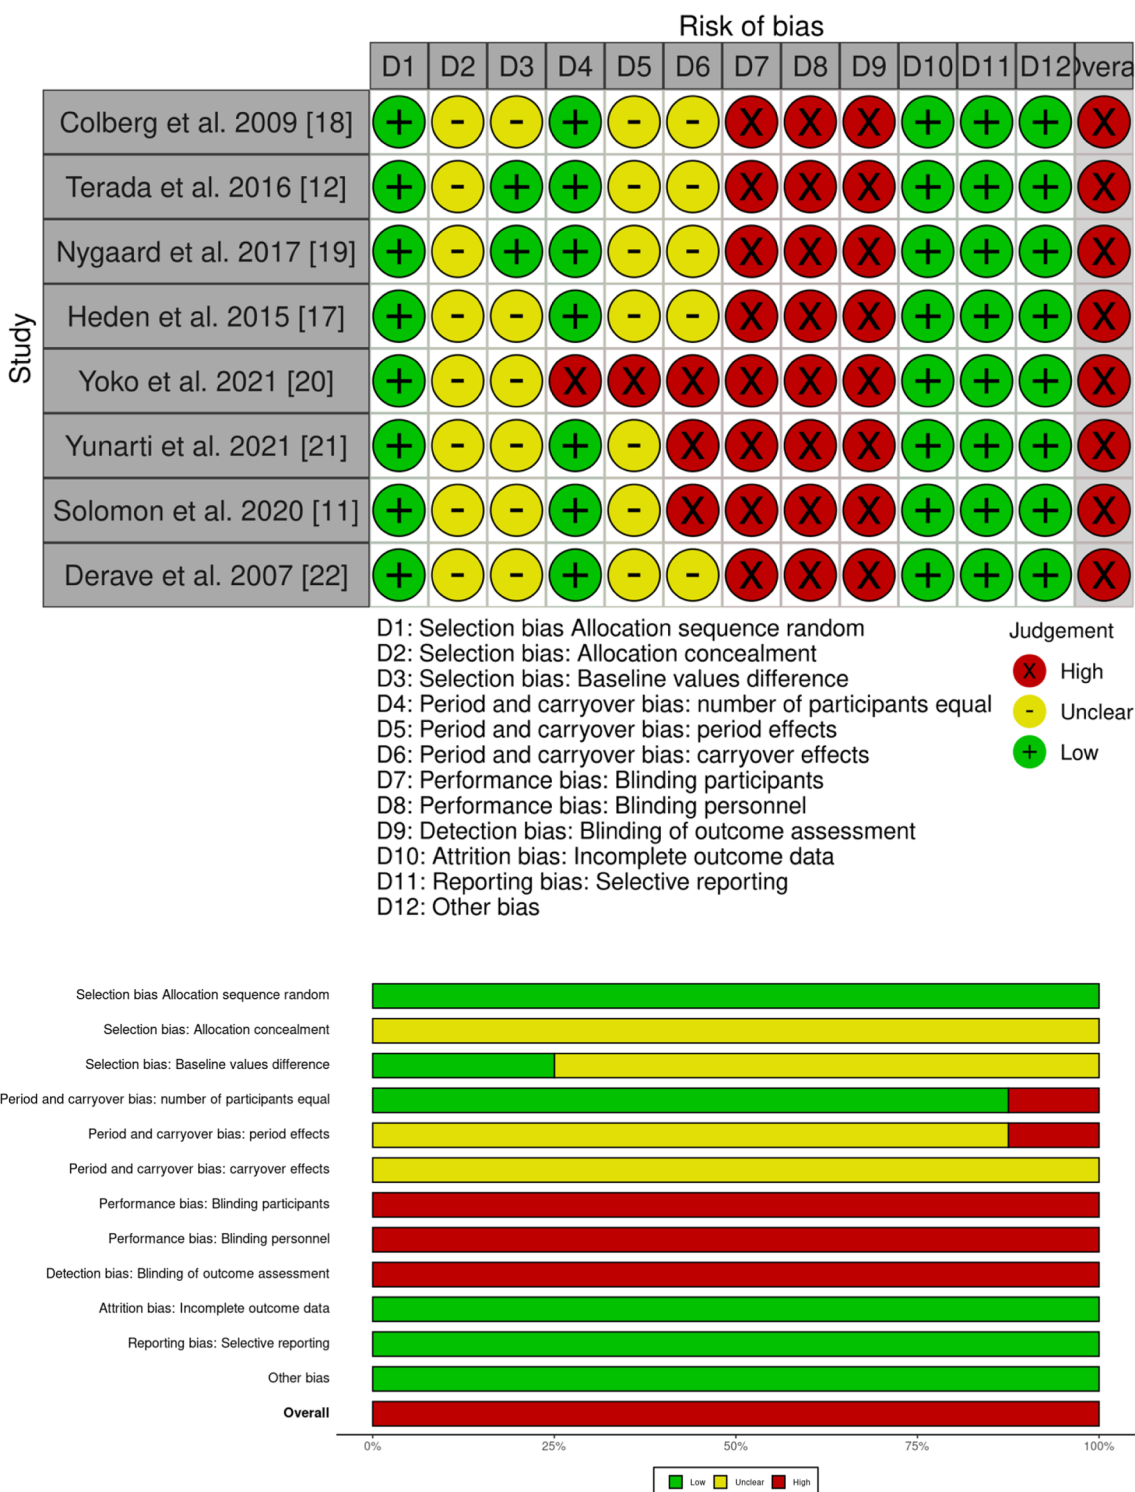 Risk of bias
D1 D2 D3 D4 D5 D6 D7 D8 D9 D10 D11 D12 Overa
Study
Colberg et al. 2009 [18] + - - + - - X X X + + + X
Terada et al. 2016 [12] + - + + - - X X X + + + X
Nygaard et al. 2017 [19] + - + + - - X X X + + + X
Heden et al. 2015 [17] + - - + - - X X X + + + X
Yoko et al. 2021 [20] + - - X X X X X X + + + X
Yunarti et al. 2021 [21] + - - + - X X X X + + + X
Solomon et al. 2020 [11] + - - + - X X X X + + + X
Derave et al. 2007 [22] + - - + - - X X X + + + X
D1: Selection bias Allocation sequence random
D2: Selection bias: Allocation concealment
D3: Selection bias: Baseline values difference
D4: Period and carryover bias: number of participants equal
D5: Period and carryover bias: period effects
D6: Period and carryover bias: carryover effects
D7: Performance bias: Blinding participants
D8: Performance bias: Blinding personnel
D9: Detection bias: Blinding of outcome assessment
D10: Attrition bias: Incomplete outcome data
D11: Reporting bias: Selective reporting
D12: Other bias
Judgement
X High
- Unclear
+ Low
Selection bias Allocation sequence random
Selection bias: Allocation concealment
Selection bias: Baseline values difference
Period and carryover bias: number of participants equal
Period and carryover bias: period effects
Period and carryover bias: carryover effects
Performance bias: Blinding participants
Performance bias: Blinding personnel
Detection bias: Blinding of outcome assessment
Attrition bias: Incomplete outcome data
Reporting bias: Selective reporting
Other bias
Overall
0% 25% 50% 75% 100%
Low Unclear High